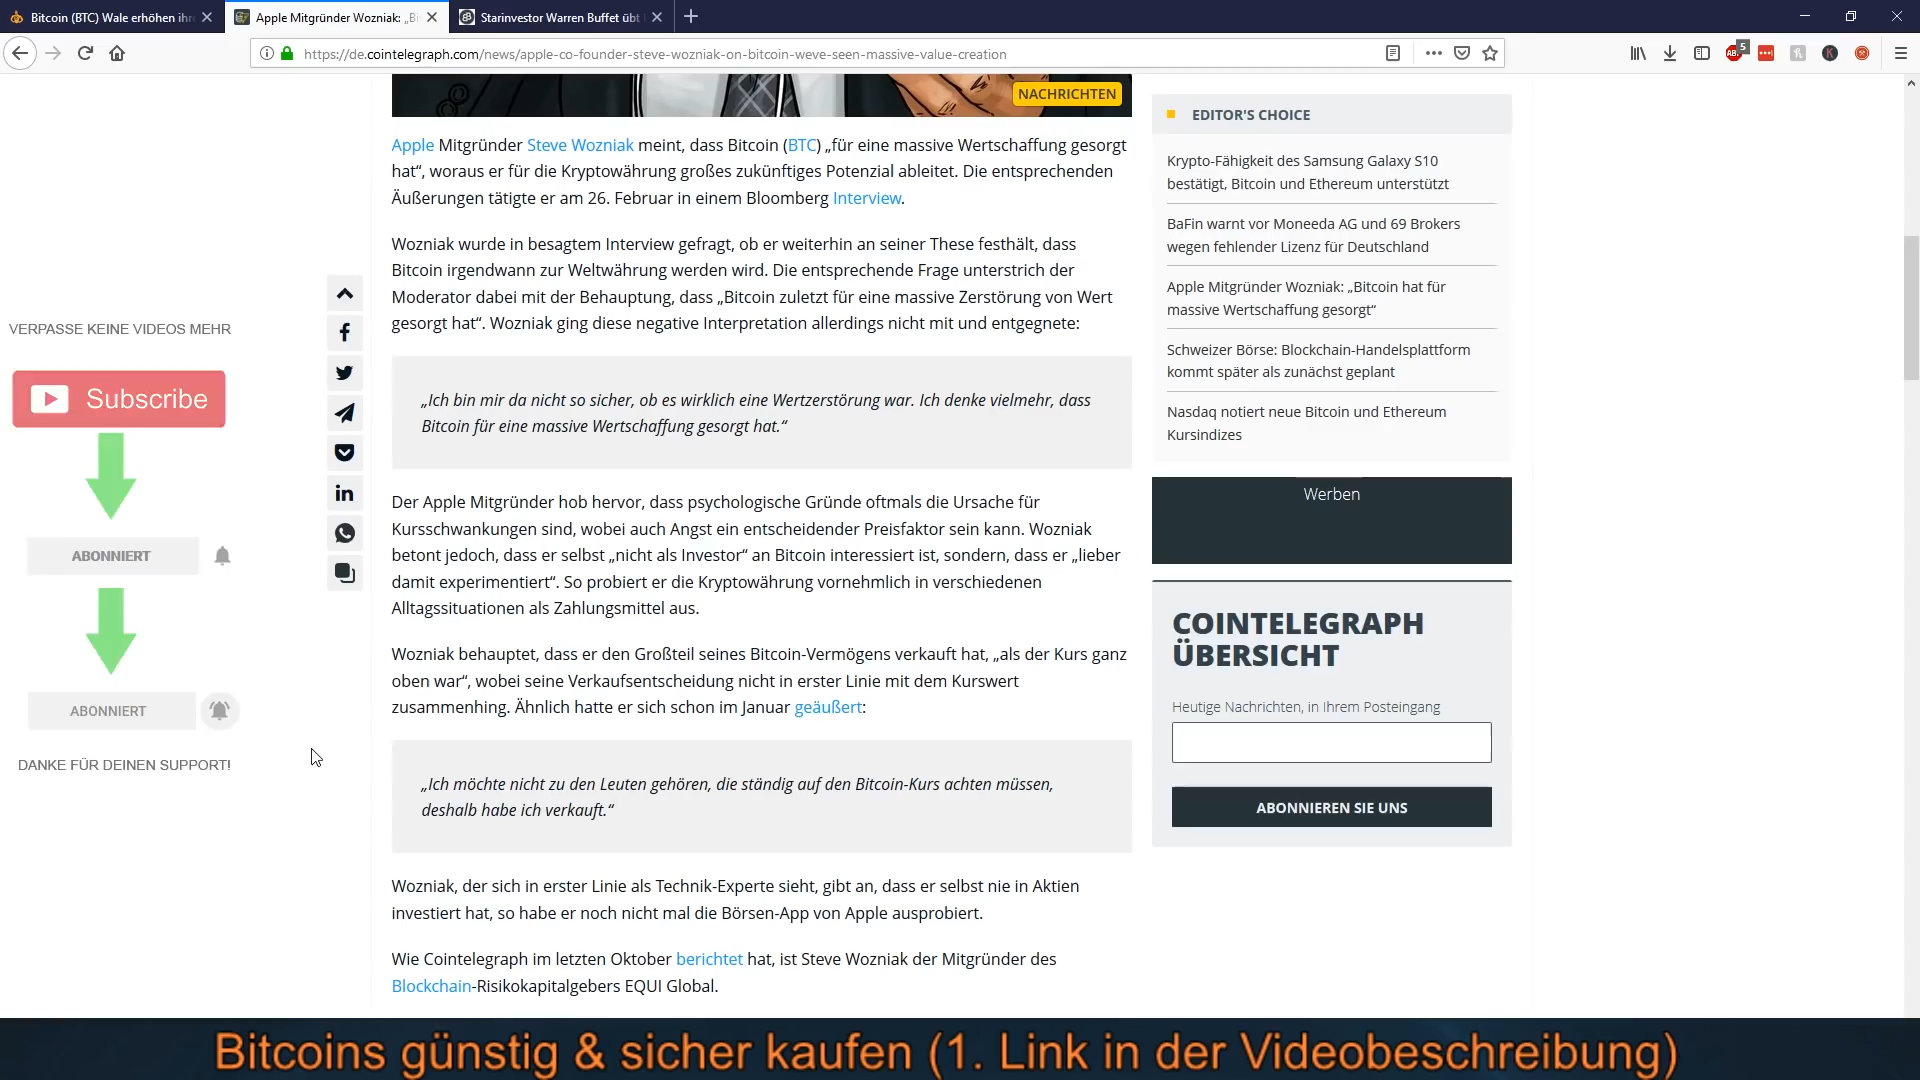 Bitcoin (BTC) Wale erhöhen ihre
Apple Mitgründer Wozniak: „Bi
Starinvestor Warren Buffet übt
https://de.cointelegraph.com/news/apple-co-founder-steve-wozniak-on-bitcoin-weve-seen-massive-value-creation
5
NACHRICHTEN
Apple Mitgründer Steve Wozniak meint, dass Bitcoin (BTC) „für eine massive Wertschaffung gesorgt
hat“, woraus er für die Kryptowährung großes zukünftiges Potenzial ableitet. Die entsprechenden
Äußerungen tätigte er am 26. Februar in einem Bloomberg Interview.
Wozniak wurde in besagtem Interview gefragt, ob er weiterhin an seiner These festhält, dass
Bitcoin irgendwann zur Weltwährung werden wird. Die entsprechende Frage unterstrich der
Moderator dabei mit der Behauptung, dass „Bitcoin zuletzt für eine massive Zerstörung von Wert
gesorgt hat“. Wozniak ging diese negative Interpretation allerdings nicht mit und entgegnete:
„Ich bin mir da nicht so sicher, ob es wirklich eine Wertzerstörung war. Ich denke vielmehr, dass
Bitcoin für eine massive Wertschaffung gesorgt hat.“
Der Apple Mitgründer hob hervor, dass psychologische Gründe oftmals die Ursache für
Kursschwankungen sind, wobei auch Angst ein entscheidender Preisfaktor sein kann. Wozniak
betont jedoch, dass er selbst „nicht als Investor“ an Bitcoin interessiert ist, sondern, dass er „lieber
damit experimentiert“. So probiert er die Kryptowährung vornehmlich in verschiedenen
Alltagssituationen als Zahlungsmittel aus.
Wozniak behauptet, dass er den Großteil seines Bitcoin-Vermögens verkauft hat, „als der Kurs ganz
oben war“, wobei seine Verkaufsentscheidung nicht in erster Linie mit dem Kurswert
zusammenhing. Ähnlich hatte er sich schon im Januar geäußert:
„Ich möchte nicht zu den Leuten gehören, die ständig auf den Bitcoin-Kurs achten müssen,
deshalb habe ich verkauft.“
Wozniak, der sich in erster Linie als Technik-Experte sieht, gibt an, dass er selbst nie in Aktien
investiert hat, so habe er noch nicht mal die Börsen-App von Apple ausprobiert.
Wie Cointelegraph im letzten Oktober berichtet hat, ist Steve Wozniak der Mitgründer des
Blockchain-Risikokapitalgebers EQUI Global.
VERPASSE KEINE VIDEOS MEHR
Subscribe
ABONNIERT
ABONNIERT
DANKE FÜR DEINEN SUPPORT!
EDITOR'S CHOICE
Krypto-Fähigkeit des Samsung Galaxy S10
bestätigt, Bitcoin und Ethereum unterstützt
BaFin warnt vor Moneeda AG und 69 Brokers
wegen fehlender Lizenz für Deutschland
Apple Mitgründer Wozniak: „Bitcoin hat für
massive Wertschaffung gesorgt“
Schweizer Börse: Blockchain-Handelsplattform
kommt später als zunächst geplant
Nasdaq notiert neue Bitcoin und Ethereum
Kursindizes
Werben
COINTELEGRAPH
ÜBERSICHT
Heutige Nachrichten, in Ihrem Posteingang
ABONNIEREN SIE UNS
Bitcoins günstig & sicher kaufen (1. Link in der Videobeschreibung)